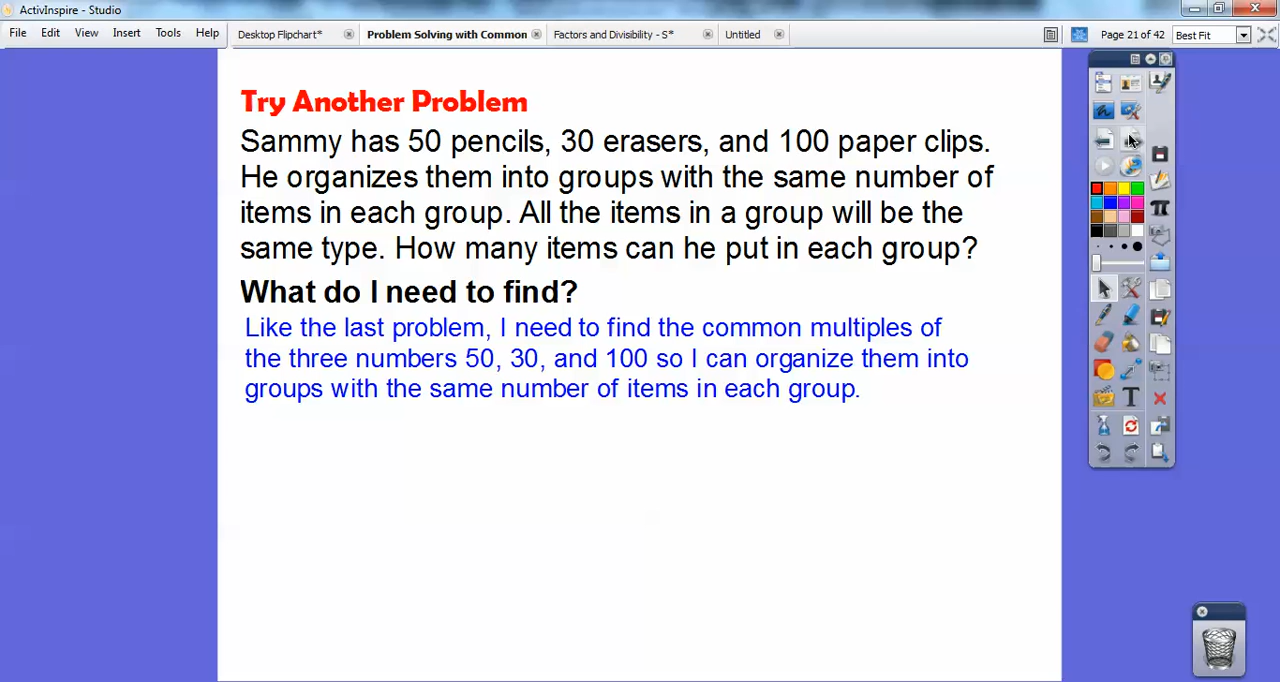 ActivInspire - Studio
File Edit View Insert Tools Help
Desktop Flipchart* Problem Solving with Common Factors and Divisibility - S* Untitled
Page 21 of 42 Best Fit
Try Another Problem
Sammy has 50 pencils, 30 erasers, and 100 paper clips.
He organizes them into groups with the same number of
items in each group. All the items in a group will be the
same type. How many items can he put in each group?
What do I need to find?
Like the last problem, I need to find the common multiples of
the three numbers 50, 30, and 100 so I can organize them into
groups with the same number of items in each group.